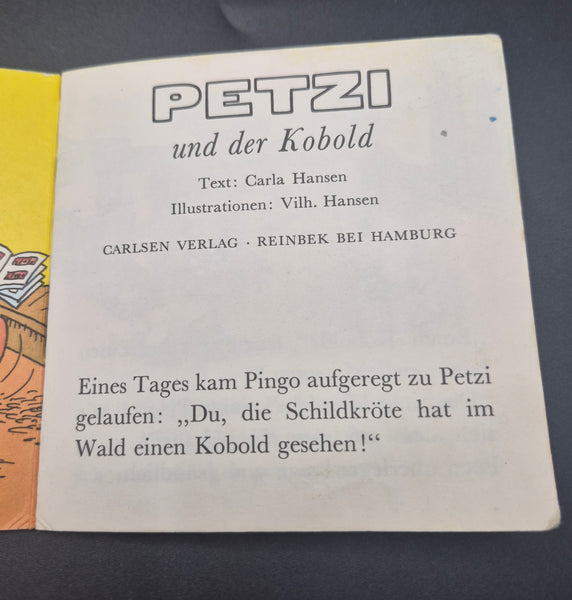 PETZI
und der Kobold
Text: Carla Hansen
Illustrationen: Vilh. Hansen
CARLSEN VERLAG · REINBEK BEI HAMBURG
Eines Tages kam Pingo aufgeregt zu Petzi
gelaufen: „Du, die Schildkröte hat im
Wald einen Kobold gesehen!“